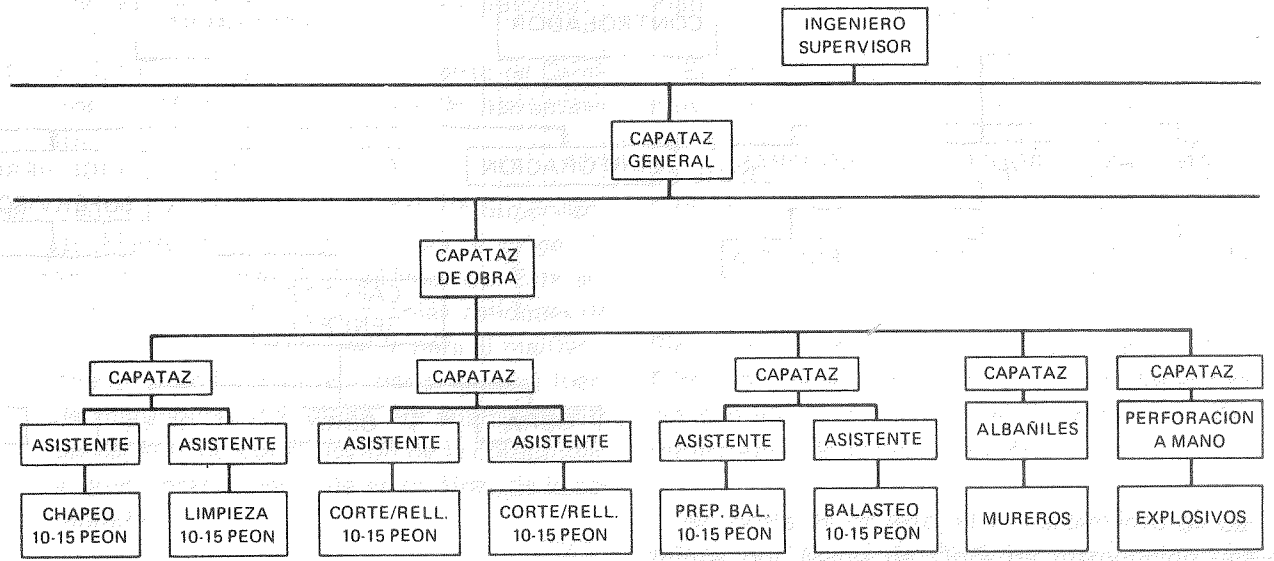 INGENIERO
SUPERVISOR
CAPATAZ
GENERAL
CAPATAZ
DE OBRA
CAPATAZ
CAPATAZ
CAPATAZ
CAPATAZ
CAPATAZ
ASISTENTE
ASISTENTE
ASISTENTE
ASISTENTE
ASISTENTE
ASISTENTE
ALBAÑILES
PERFORACION
A MANO
CHAPEO
10-15 PEON
LIMPIEZA
10-15 PEON
CORTE/RELL.
10-15 PEON
CORTE/RELL.
10-15 PEON
PREP. BAL.
10-15 PEON
BALASTEO
10-15 PEON
MUREROS
EXPLOSIVOS